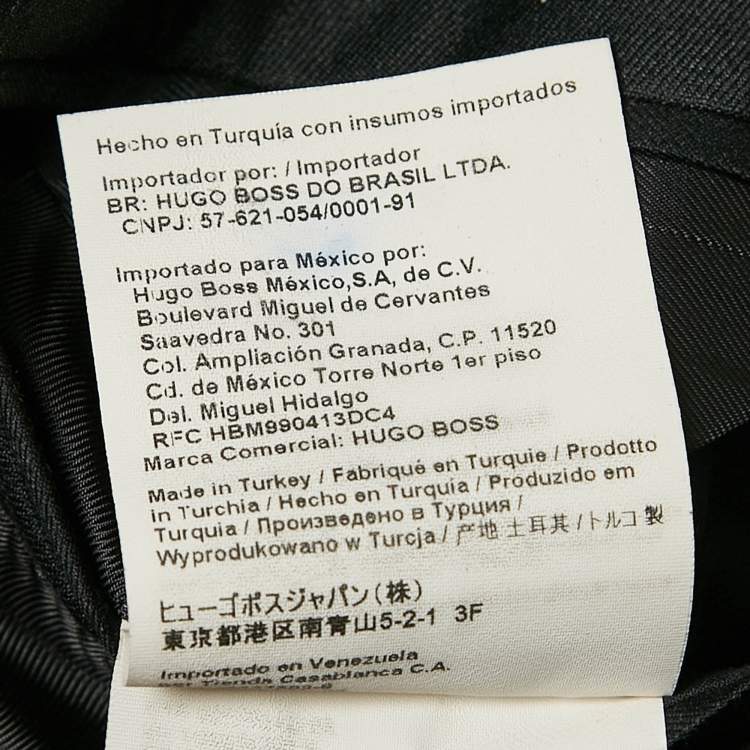 Hecho en Turquía con insumos importados
Importador por: / Importador
BR: HUGO BOSS DO BRASIL LTDA.
CNPJ: 57-621-054/0001-91
Importado para México por:
Hugo Boss México,S.A, de C.V.
Boulevard Miguel de Cervantes
Saavedra No. 301
Col. Ampliación Granada, C.P. 11520
Cd. de México Torre Norte 1er piso
Del. Miguel Hidalgo
RFC HBM990413DC4
Marca Comercial: HUGO BOSS
Made in Turkey / Fabriqué en Turquie / Prodotto
in Turchia / Hecho en Turquía / Produzido em
Turquia / Произведено в Турции /
Wyprodukowano w Turcja / 产地 土耳其 / トルコ 製
ヒューゴボスジャパン（株）
東京都港区南青山5-2-1 3F
Importado en Venezuela
por Tienda Casablanca C.A.